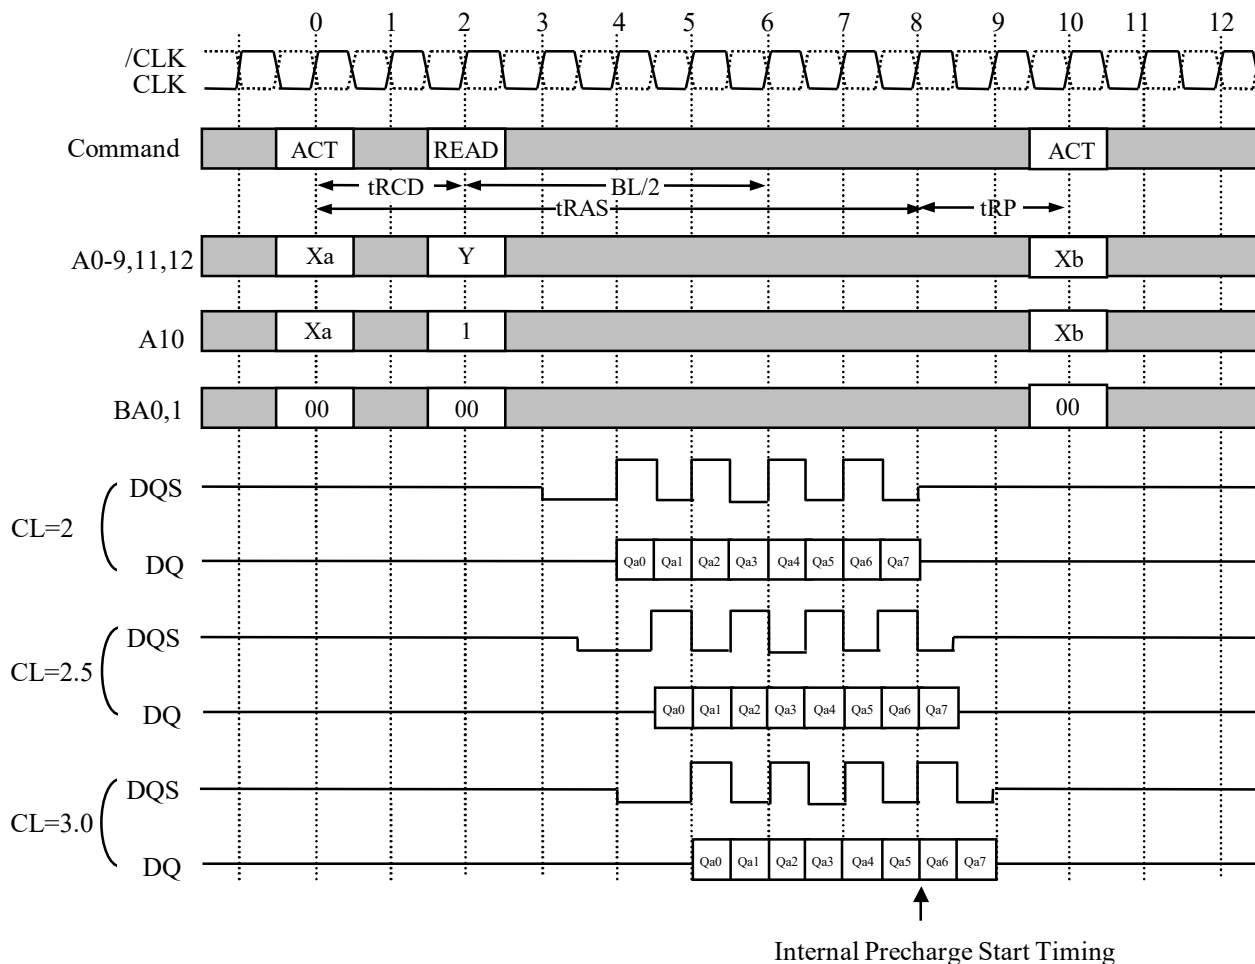 0 1 2 3 4 5 6 7 8 9 10 11 12
/CLK
CLK
Command ACT READ ACT
tRCD BL/2
tRAS tRP
A0-9,11,12 Xa Y Xb
A10 Xa 1 Xb
BA0,1 00 00 00
DQS
CL=2
DQ Qa0 Qa1 Qa2 Qa3 Qa4 Qa5 Qa6 Qa7
DQS
CL=2.5
DQ Qa0 Qa1 Qa2 Qa3 Qa4 Qa5 Qa6 Qa7
DQS
CL=3.0
DQ Qa0 Qa1 Qa2 Qa3 Qa4 Qa5 Qa6 Qa7
Internal Precharge Start Timing